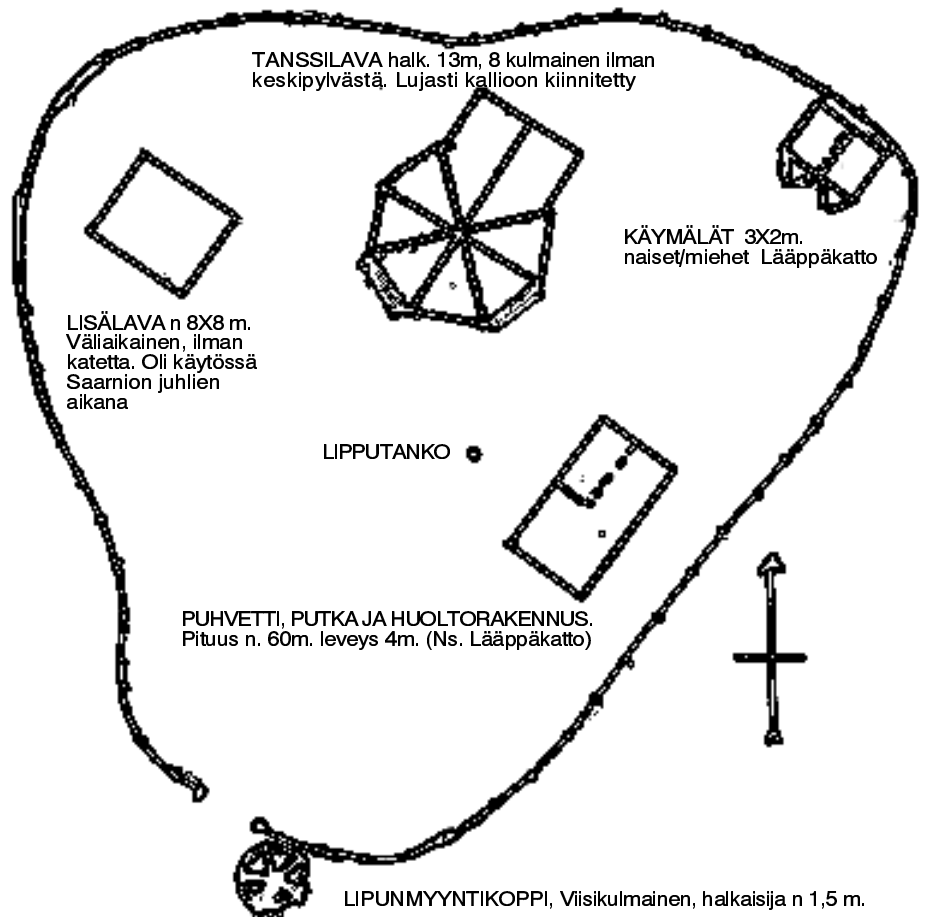 TANSSILAVA halk. 13m, 8 kulmainen ilman
keskipylvästä. Lujasti kallioon kiinnitetty
KÄYMÄLÄT 3X2m.
naiset/miehet Lääppäkatto
LISÄLAVA n 8X8 m.
Väliaikainen, ilman
katetta. Oli käytössä
Saarnion juhlien
aikana
LIPPUTANKO
PUHVETTI, PUTKA JA HUOLTORAKENNUS.
Pituus n. 60m. leveys 4m. (Ns. Lääppäkatto)
LIPUNMYYNTIKOPPI, Viisikulmainen, halkaisija n 1,5 m.